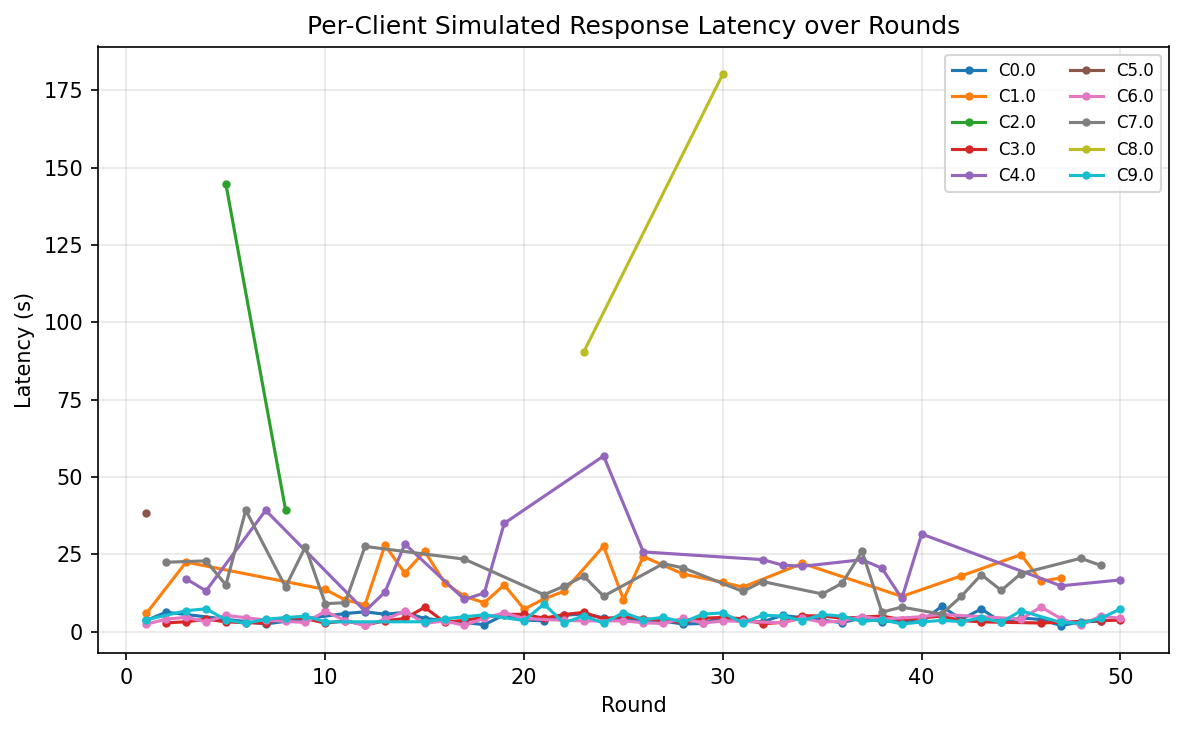 Per-Client Simulated Response Latency over Rounds
Latency (s)
175
150
125
100
75
50
25
0
C0.0
C1.0
C2.0
C3.0
C4.0
C5.0
C6.0
C7.0
C8.0
C9.0
0 10 20 30 40 50
Round